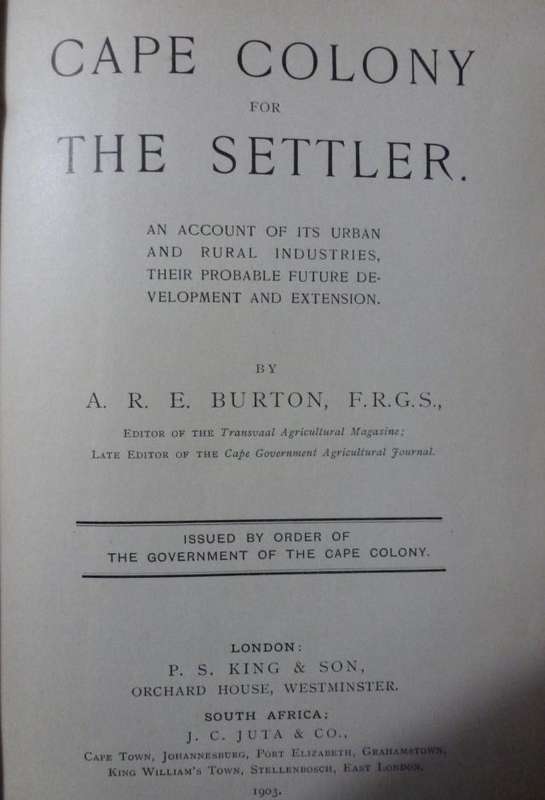 CAPE COLONY
FOR
THE SETTLER.
AN ACCOUNT OF ITS URBAN
AND RURAL INDUSTRIES,
THEIR PROBABLE FUTURE DE-
VELOPMENT AND EXTENSION.
BY
A. R. E. BURTON, F.R.G.S.,
EDITOR OF THE Transvaal Agricultural Magazine;
LATE EDITOR OF THE Cape Government Agricultural Journal.
ISSUED BY ORDER OF
THE GOVERNMENT OF THE CAPE COLONY.
LONDON:
P. S. KING & SON,
ORCHARD HOUSE, WESTMINSTER.
SOUTH AFRICA:
J. C. JUTA & CO.,
CAPE TOWN, JOHANNESBURG, PORT ELIZABETH, GRAHAMSTOWN,
KING WILLIAM'S TOWN, STELLENBOSCH, EAST LONDON.
1903.